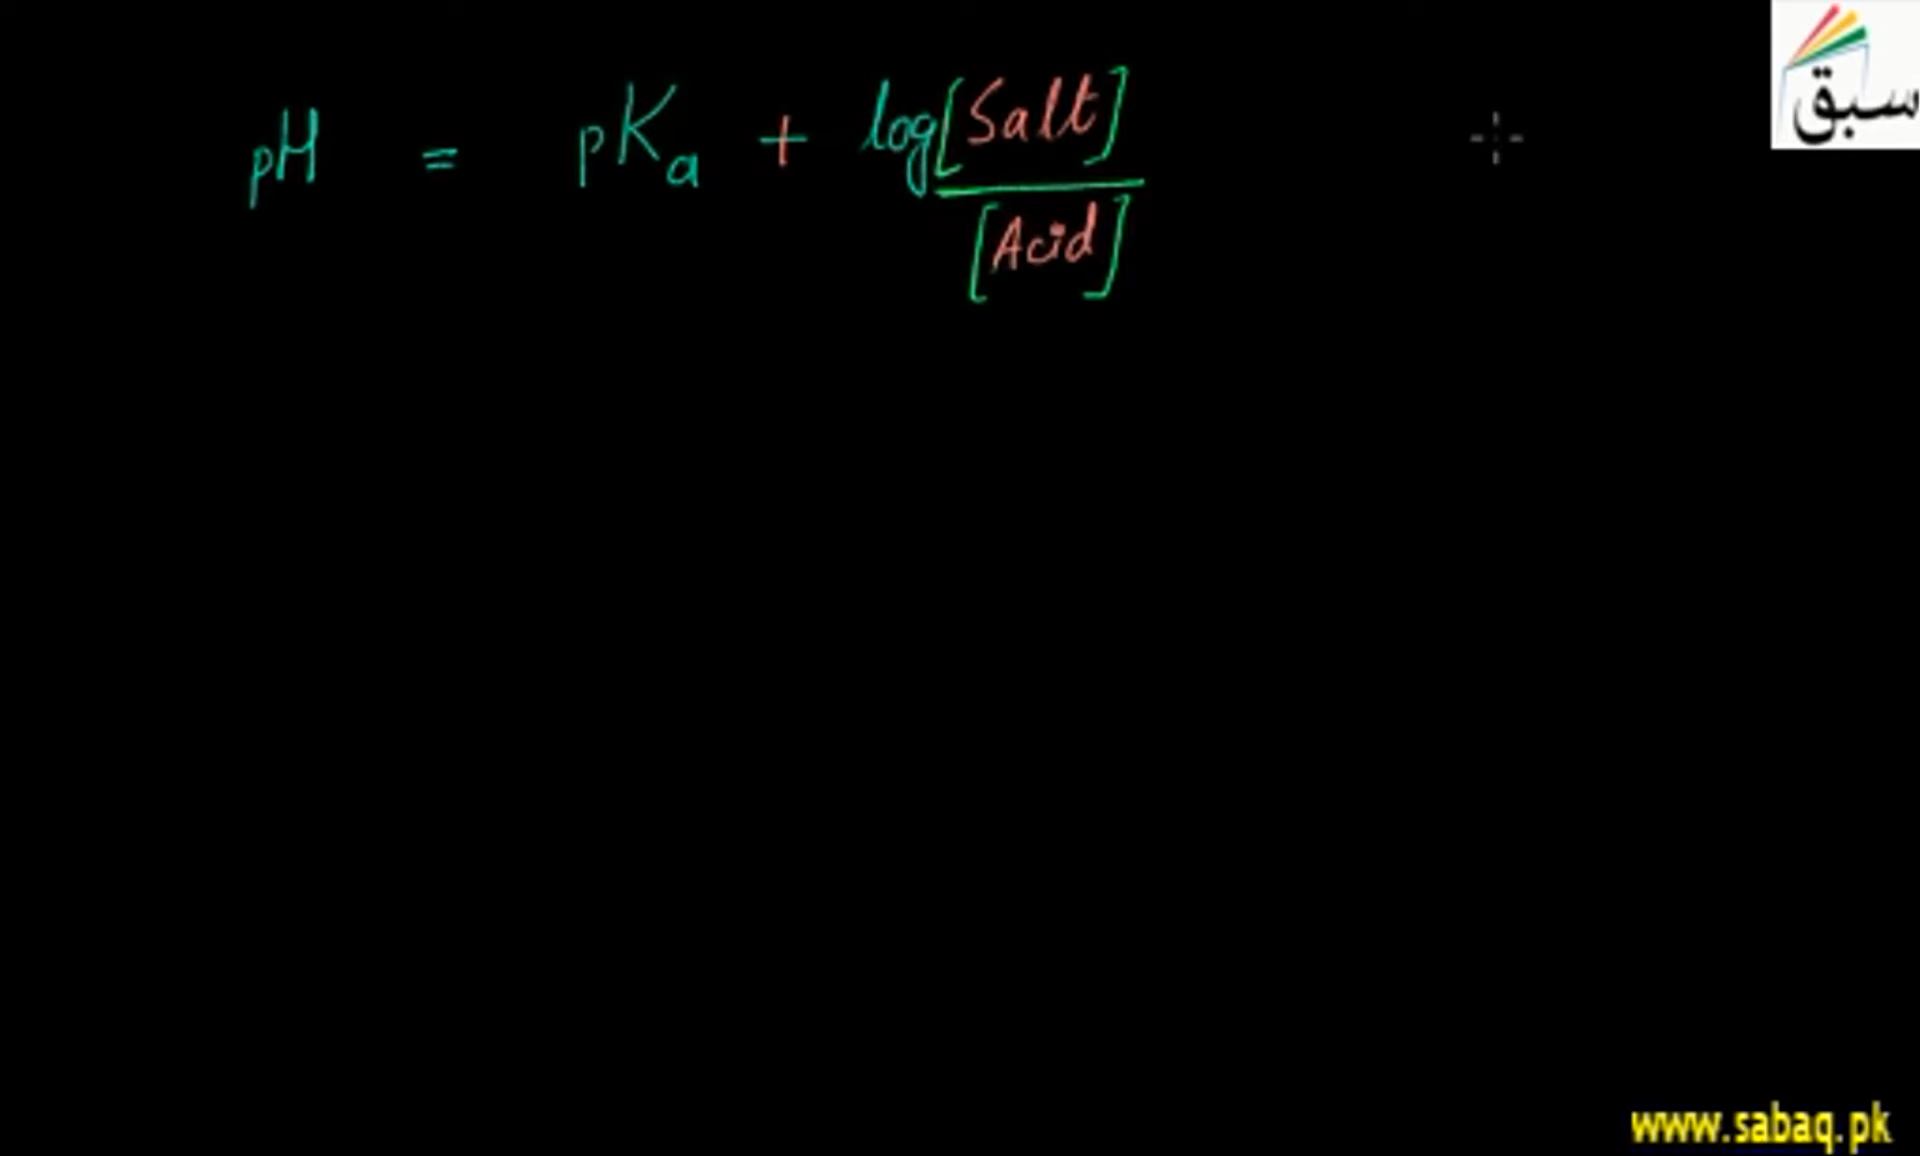 pH = pKa + log [Salt]
[Acid]
سبق
www.sabaq.pk